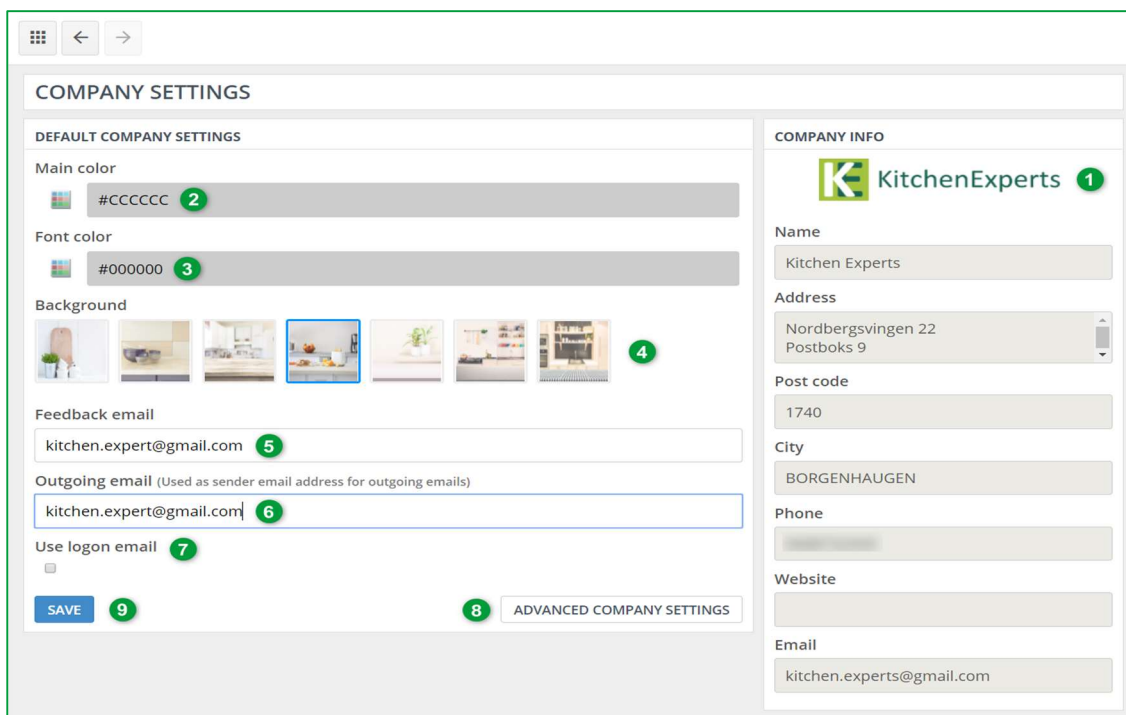 COMPANY SETTINGS
DEFAULT COMPANY SETTINGS
Main color
#CCCCCC 2
Font color
#000000 3
Background
4
Feedback email
kitchen.expert@gmail.com 5
Outgoing email (Used as sender email address for outgoing emails)
kitchen.expert@gmail.com 6
Use logon email 7
SAVE 9
8 ADVANCED COMPANY SETTINGS
COMPANY INFO
KE KitchenExperts 1
Name
Kitchen Experts
Address
Nordbergsvingen 22
Postboks 9
Post code
1740
City
BORGENHAUGEN
Phone
Website
Email
kitchen.experts@gmail.com